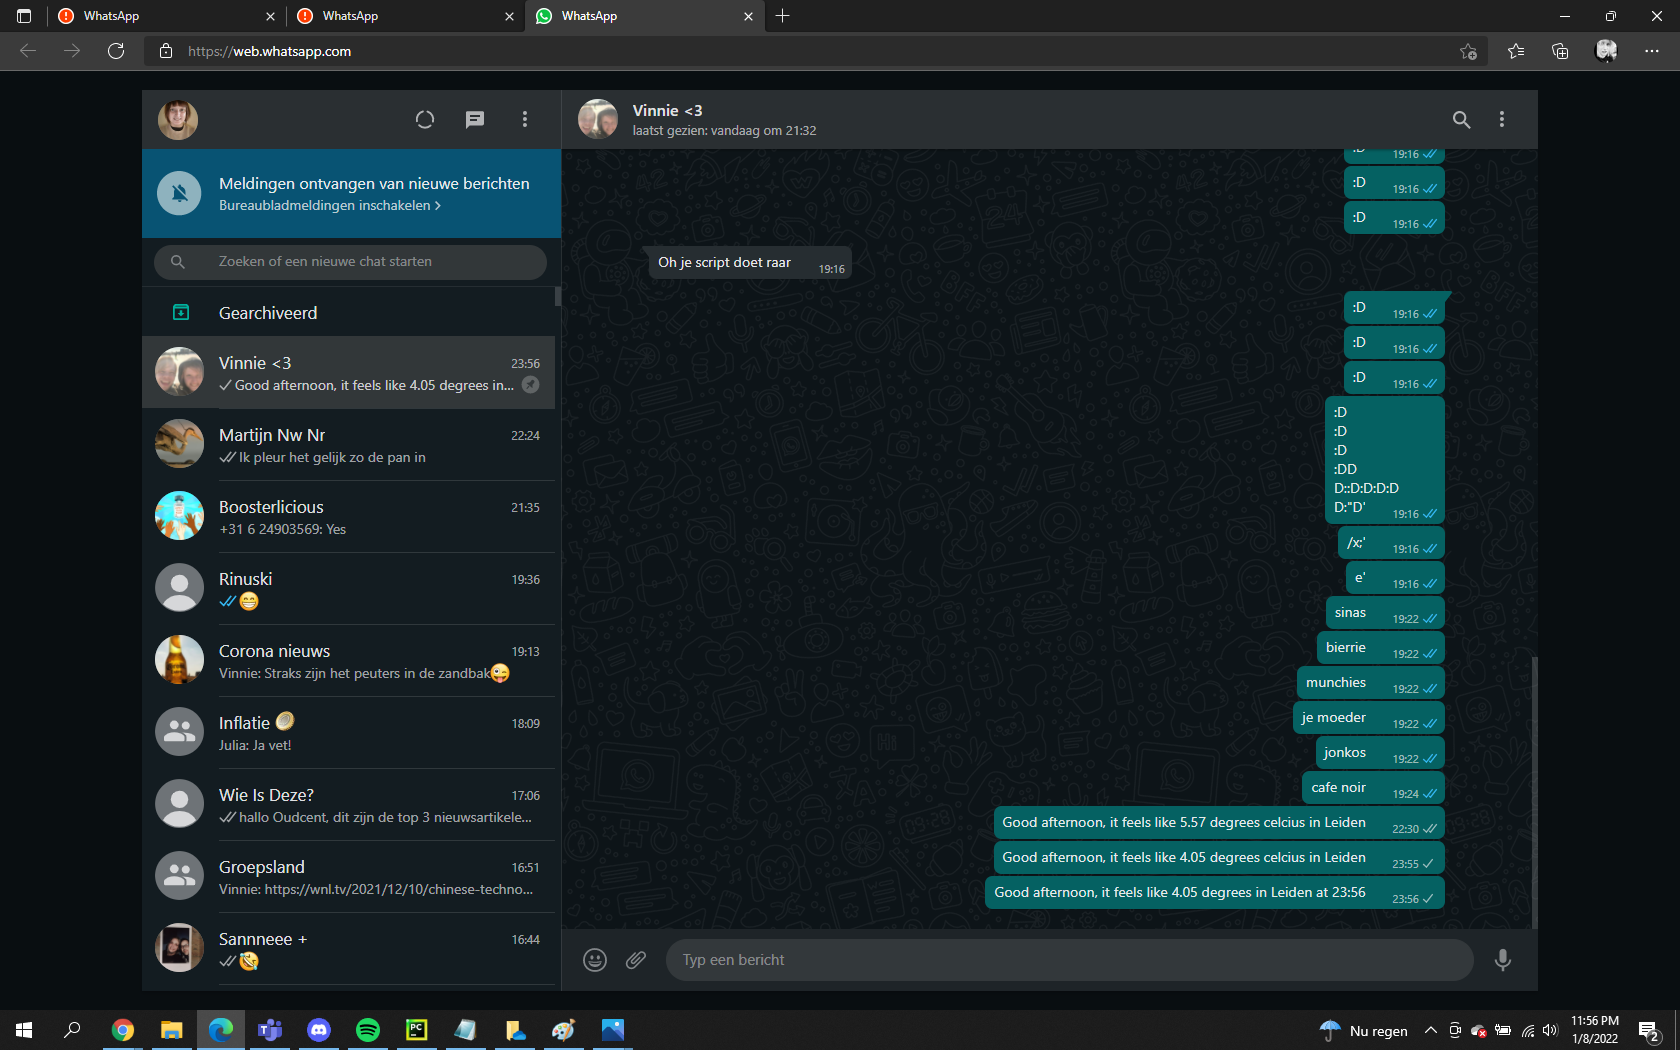 WhatsApp
WhatsApp
WhatsApp
https://web.whatsapp.com
Meldingen ontvangen van nieuwe berichten
Bureaubladmeldingen inschakelen >
Zoeken of een nieuwe chat starten
Gearchiveerd
Vinnie <3
23:56
Good afternoon, it feels like 4.05 degrees in...
Martijn Nw Nr
22:24
Ik pleur het gelijk zo de pan in
Boosterlicious
21:35
+31 6 24903569: Yes
Rinuski
19:36
😁
Corona nieuws
19:13
Vinnie: Straks zijn het peuters in de zandbak😜
Inflatie 🪙
18:09
Julia: Ja vet!
Wie Is Deze?
17:06
hallo Oudcent, dit zijn de top 3 nieuwsartikele...
Groepsland
16:51
Vinnie: https://wnl.tv/2021/12/10/chinese-techno...
Sannneee +
16:44
🤣
Vinnie <3
laatst gezien: vandaag om 21:32
:D
19:16
:D
19:16
:D
19:16
Oh je script doet raar
19:16
:D
19:16
:D
19:16
:D
19:16
:D
:D
:D
:DD
D::D:D:D:D
D:"D'
19:16
/x;'
19:16
e'
19:16
sinas
19:22
bierrie
19:22
munchies
19:22
je moeder
19:22
jonkos
19:22
cafe noir
19:24
Good afternoon, it feels like 5.57 degrees celcius in Leiden
22:30
Good afternoon, it feels like 4.05 degrees celcius in Leiden
23:55
Good afternoon, it feels like 4.05 degrees in Leiden at 23:56
23:56
Typ een bericht
PC
Nu regen
11:56 PM
1/8/2022
2